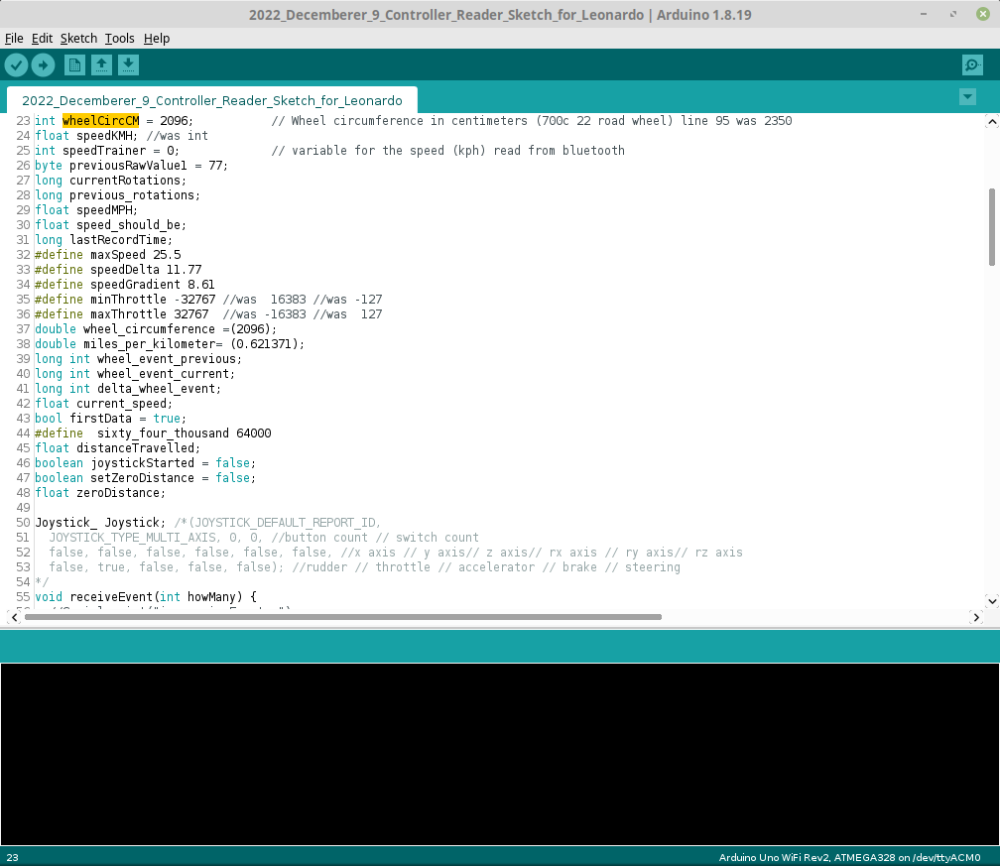 2022_Decemberer_9_Controller_Reader_Sketch_for_Leonardo | Arduino 1.8.19
File Edit Sketch Tools Help
2022_Decemberer_9_Controller_Reader_Sketch_for_Leonardo
23 int wheelCircCM = 2096; // Wheel circumference in centimeters (700c 22 road wheel) line 95 was 2350
24 float speedKMH; //was int
25 int speedTrainer = 0; // variable for the speed (kph) read from bluetooth
26 byte previousRawValue1 = 77;
27 long currentRotations;
28 long previous_rotations;
29 float speedMPH;
30 float speed_should_be;
31 long lastRecordTime;
32 #define maxSpeed 25.5
33 #define speedDelta 11.77
34 #define speedGradient 8.61
35 #define minThrottle -32767 //was  16383 //was -127
36 #define maxThrottle 32767  //was -16383 //was  127
37 double wheel_circumference =(2096);
38 double miles_per_kilometer= (0.621371);
39 long int wheel_event_previous;
40 long int wheel_event_current;
41 long int delta_wheel_event;
42 float current_speed;
43 bool firstData = true;
44 #define  sixty_four_thousand 64000
45 float distanceTravelled;
46 boolean joystickStarted = false;
47 boolean setZeroDistance = false;
48 float zeroDistance;
49
50 Joystick_ Joystick; /*(JOYSTICK_DEFAULT_REPORT_ID,
51 JOYSTICK_TYPE_MULTI_AXIS, 0, 0, //button count // switch count
52 false, false, false, false, false, false, //x axis // y axis// z axis// rx axis // ry axis// rz axis
53 false, true, false, false, false); //rudder // throttle // accelerator // brake // steering
54 */
55 void receiveEvent(int howMany) {
23
Arduino Uno WiFi Rev2, ATMEGA328 on /dev/ttyACM0